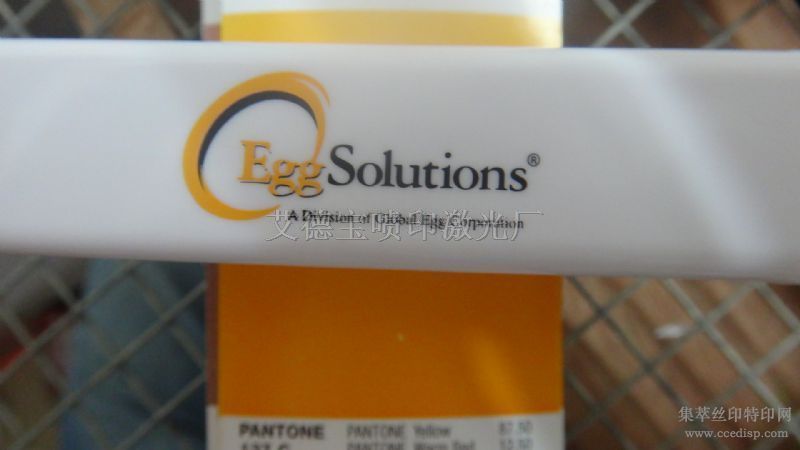 EggSolutions®
A Division of Global Egg Corporation
艾德宝喷印激光厂
PANTONE PANTONE Yellow
137 C PANTONE Warm Red
集萃丝印特印网
www.ccedisp.com